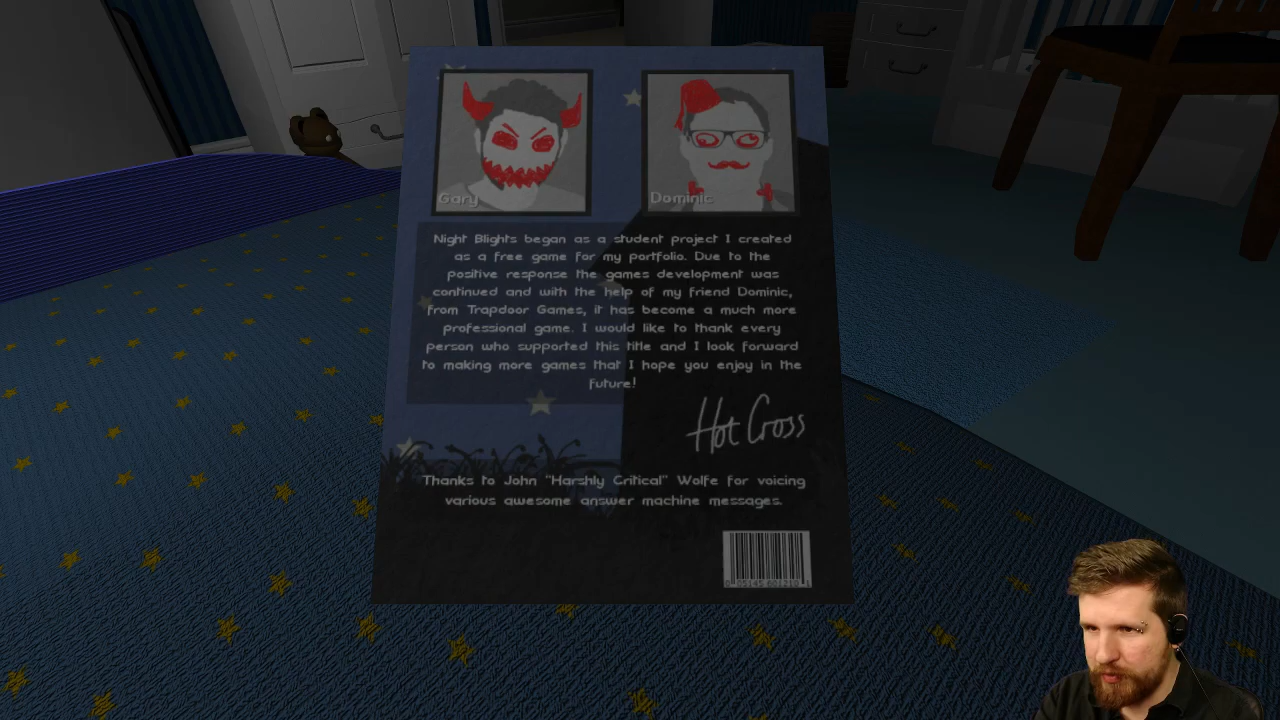 Gary
Dominic
Night Blights began as a student project I created
as a free game for my portfolio. Due to the
positive response the games development was
continued and with the help of my friend Dominic,
from Trapdoor Games, it has become a much more
professional game. I would like to thank every
person who supported this title and I look forward
to making more games that I hope you enjoy in the
future!
Hot Cross
Thanks to John "Harshly Critical" Wolfe for voicing
various awesome answer machine messages.